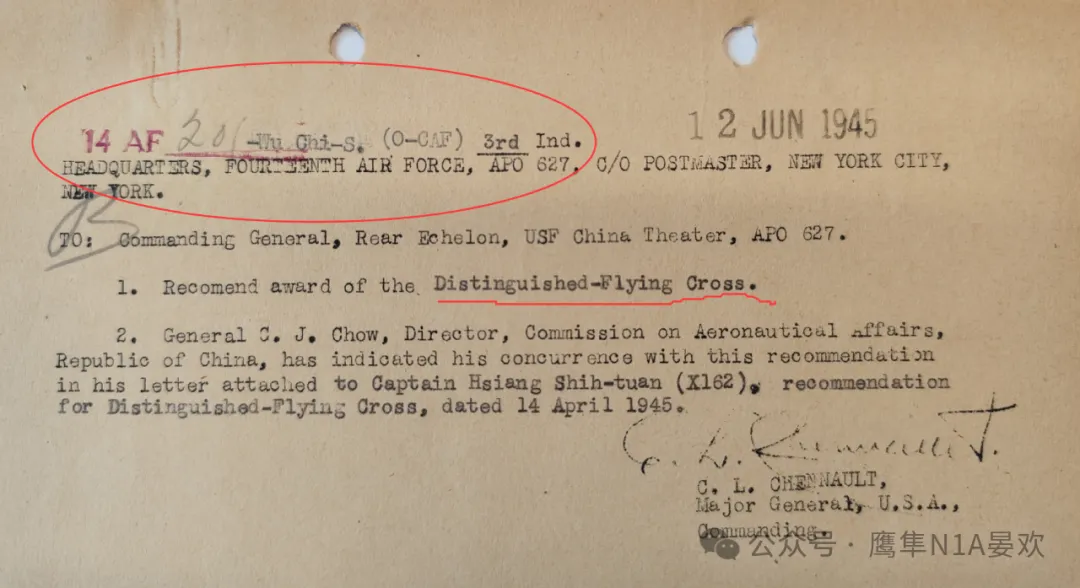 14 AF 201-Wu Chi-s. (O-CAF) 3rd Ind.
12 JUN 1945
HEADQUARTERS, FOURTEENTH AIR FORCE, APO 627, C/O POSTMASTER, NEW YORK CITY,
NEW YORK.
TO: Commanding General, Rear Echelon, USF China Theater, APO 627.
1. Recomend award of the Distinguished-Flying Cross.
2. General C. J. Chow, Director, Commission on Aeronautical Affairs,
Republic of China, has indicated his concurrence with this recommendation
in his letter attached to Captain Hsiang Shih-tuan (X162), recommendation
for Distinguished-Flying Cross, dated 14 April 1945.
C. L. Chennault
C. L. CHENNAULT,
Major General, U.S.A.,
Commanding.
公众号 · 鹰隼N1A晏欢